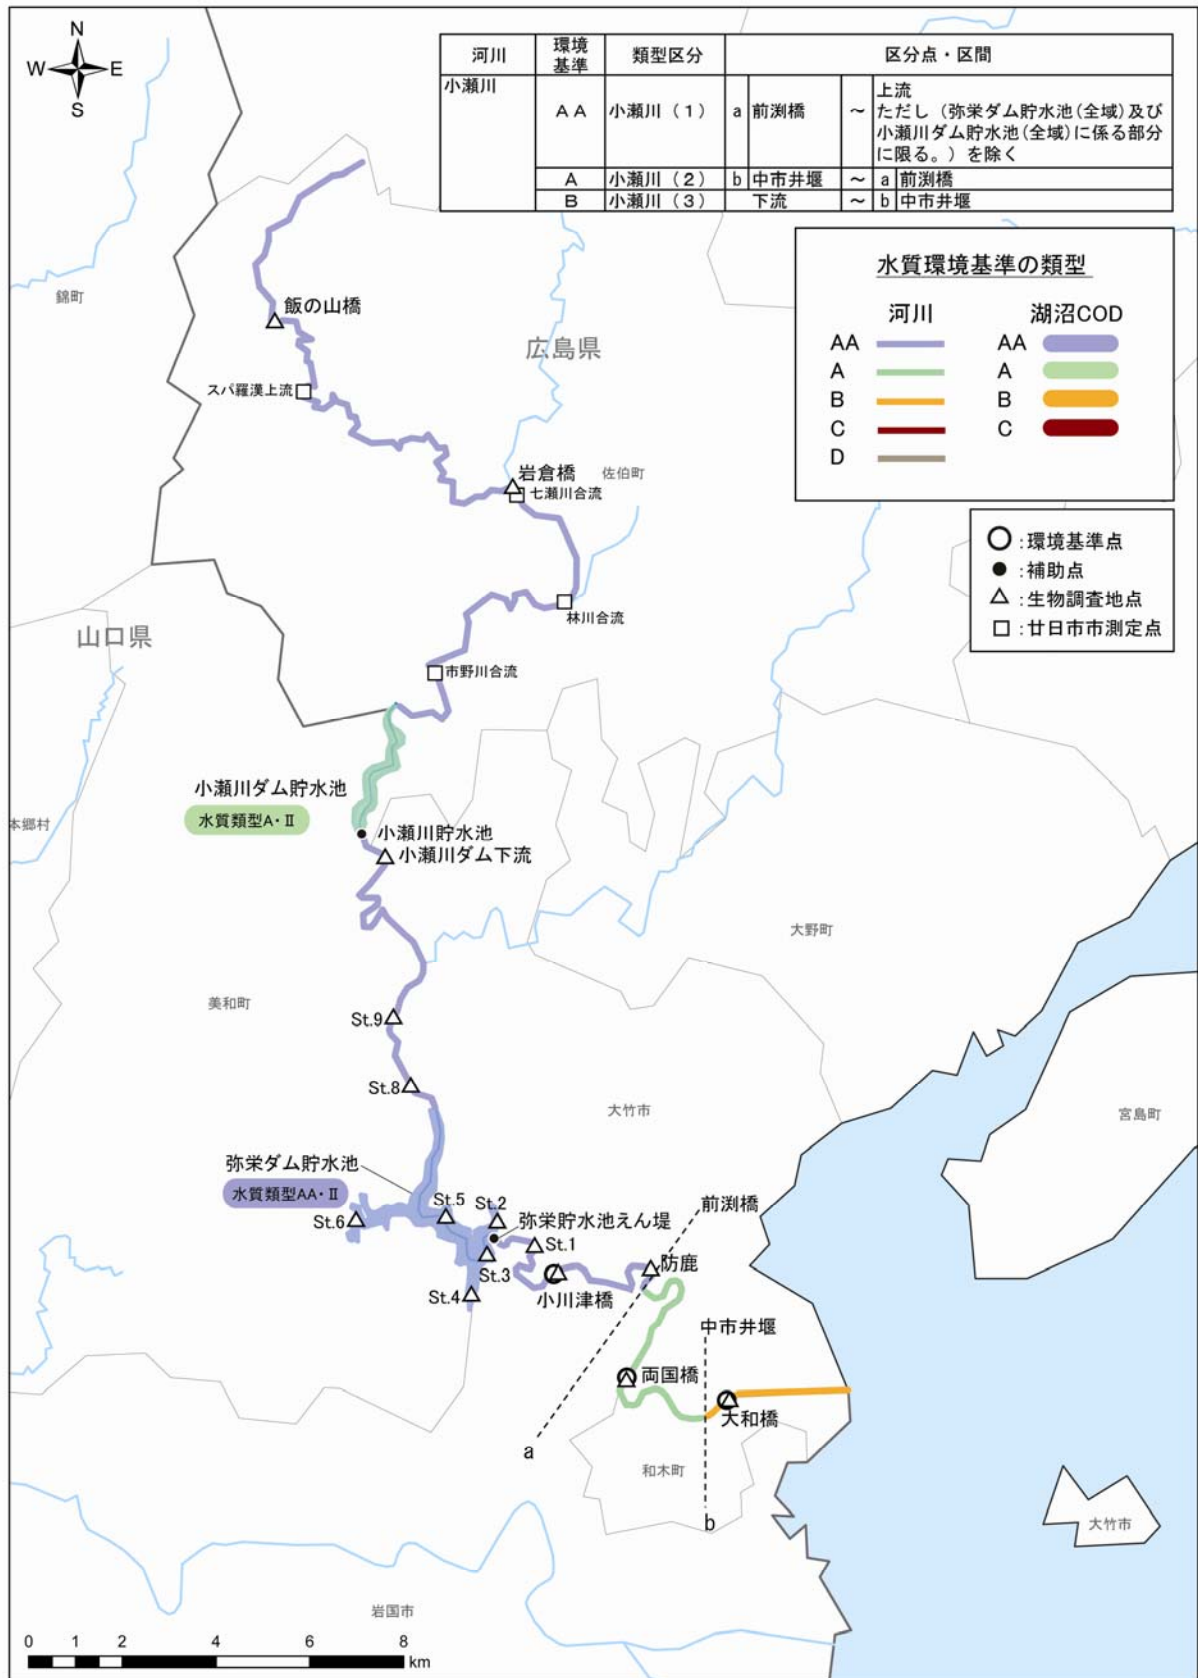 N
W
E
S
河川
環境
基準
類型区分
区分点・区間
小瀬川
AA
小瀬川（1）
a
前渕橋
～
上流
ただし（弥栄ダム貯水池(全域)及び
小瀬川ダム貯水池(全域)に係る部分
に限る。）を除く
A
小瀬川（2）
b
中市井堰
～
a
前渕橋
B
小瀬川（3）
下流
～
b
中市井堰
水質環境基準の類型
河川
湖沼COD
AA
AA
A
A
B
B
C
C
D
：環境基準点
：補助点
：生物調査地点
：廿日市市測定点
錦町
飯の山橋
広島県
スパ羅漢上流
岩倉橋
佐伯町
七瀬川合流
林川合流
山口県
市野川合流
小瀬川ダム貯水池
水質類型A・Ⅱ
本郷村
小瀬川貯水池
小瀬川ダム下流
大野町
美和町
St.9
St.8
大竹市
宮島町
弥栄ダム貯水池
水質類型AA・Ⅱ
St.5
St.2
前渕橋
St.6
弥栄貯水池えん堤
St.1
防鹿
St.3
St.4
小川津橋
中市井堰
両国橋
大和橋
a
和木町
b
大竹市
岩国市
0 1 2 4 6 8
km